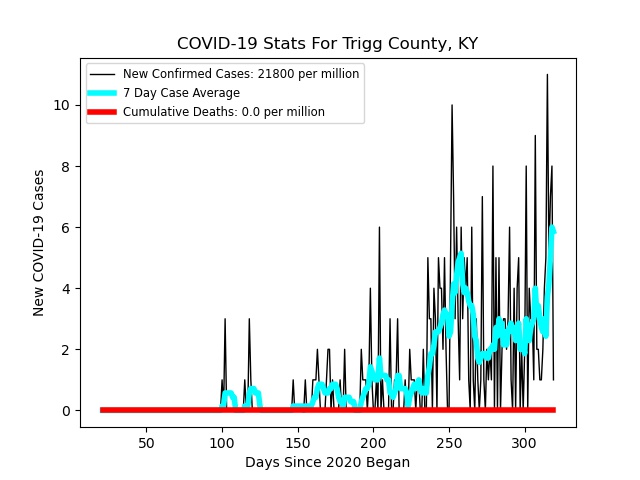 COVID-19 Stats For Trigg County, KY
New Confirmed Cases: 21800 per million
7 Day Case Average
Cumulative Deaths: 0.0 per million
New COVID-19 Cases
10
8
6
4
2
0
50 100 150 200 250 300
Days Since 2020 Began